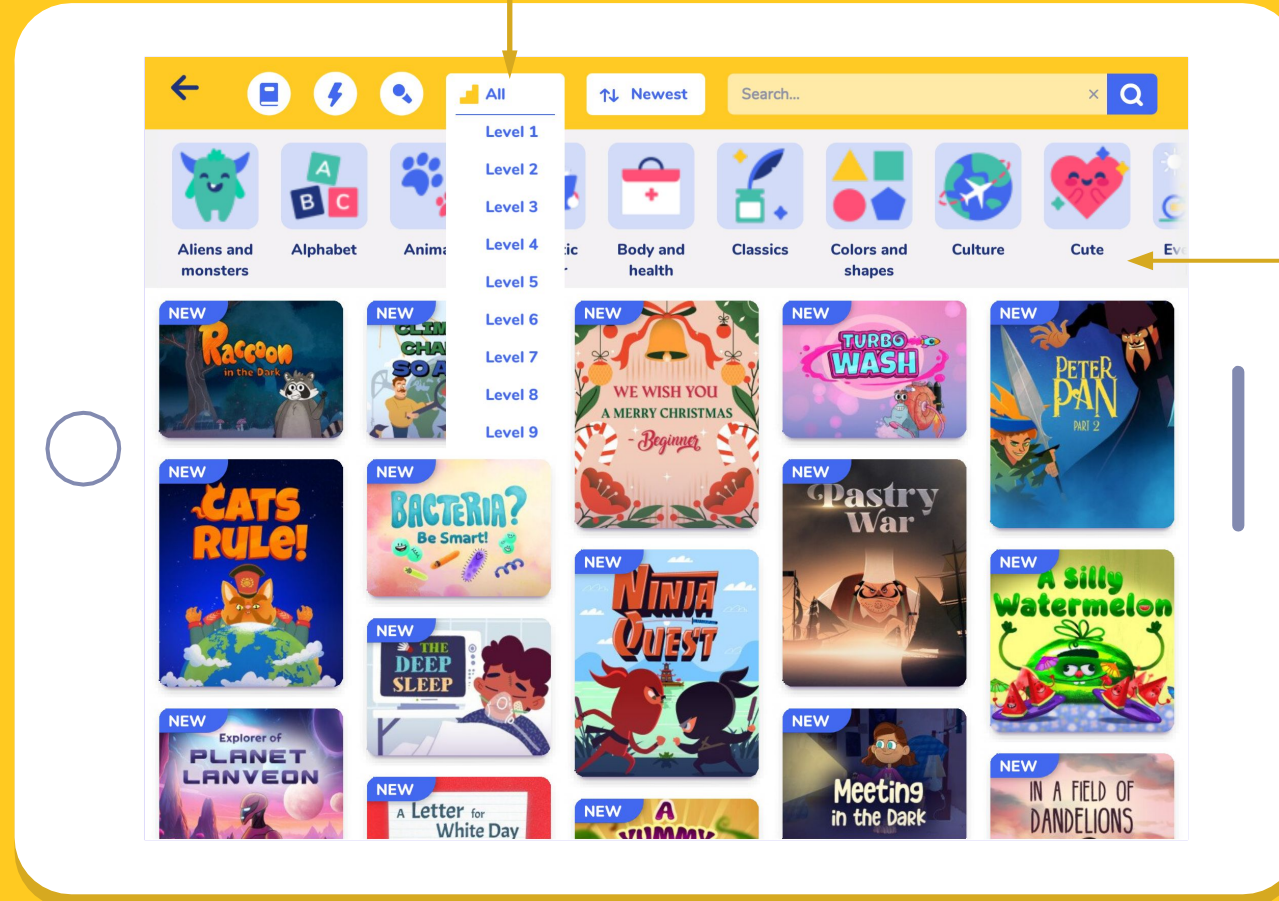 All
Newest
Search...
Level 1
Level 2
Level 3
Level 4
Level 5
Level 6
Level 7
Level 8
Level 9
A
B C
Aliens and
monsters
Alphabet
Body and
health
Classics
Colors and
shapes
Culture
Cute
NEW
Raccoon
in the Dark
NEW
SO
NEW
WE WISH YOU
A MERRY CHRISTMAS
- Beginner
NEW
TURBO
WASH
NEW
PETER
PAN
PART 2
NEW
CATS
RULE!
NEW
BACTERIA?
Be Smart!
NEW
THE
DEEP
SLEEP
NEW
NINJA
QUEST
NEW
Pastry
War
NEW
A Silly
Watermelon
NEW
Explorer of
PLANET
LANVEON
NEW
A Letter for
White Day
NEW
A
YUMMY
NEW
Meeting
in the Dark
NEW
IN A FIELD OF
DANDELIONS